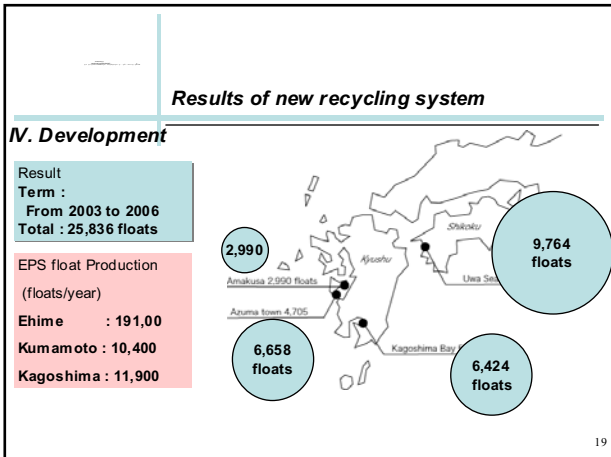 Results of new recycling system
IV. Development
Result
Term :
From 2003 to 2006
Total : 25,836 floats
EPS float Production
(floats/year)
Ehime : 191,00
Kumamoto : 10,400
Kagoshima : 11,900
2,990
Amakusa 2,990 floats
Azuma town 4,705
6,658
floats
Kyushu
Shikoku
Uwa Sea
9,764
floats
Kagoshima Bay
6,424
floats
19